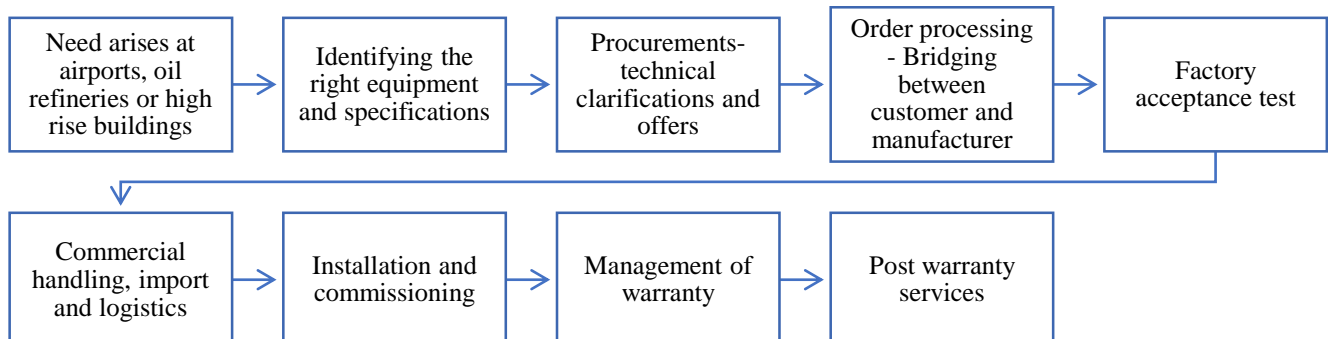 Need arises at
airports, oil
refineries or high
rise buildings
Identifying the
right equipment
and specifications
Procurements-
technical
clarifications and
offers
Order processing
- Bridging
between
customer and
manufacturer
Factory
acceptance test
Commercial
handling, import
and logistics
Installation and
commissioning
Management of
warranty
Post warranty
services